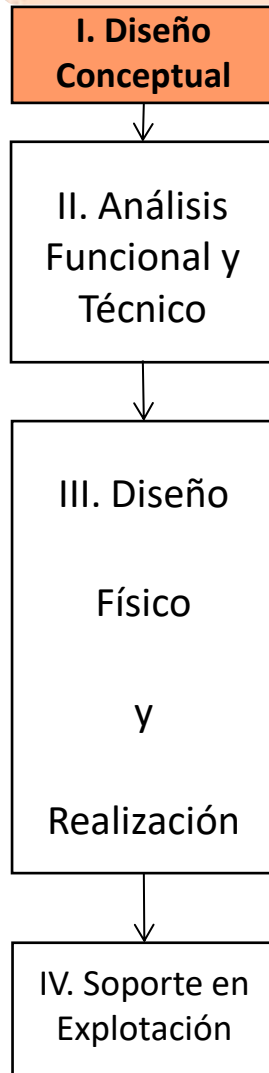 I. Diseño
Conceptual
II. Análisis
Funcional y
Técnico
III. Diseño
Físico
y
Realización
IV. Soporte en
Explotación